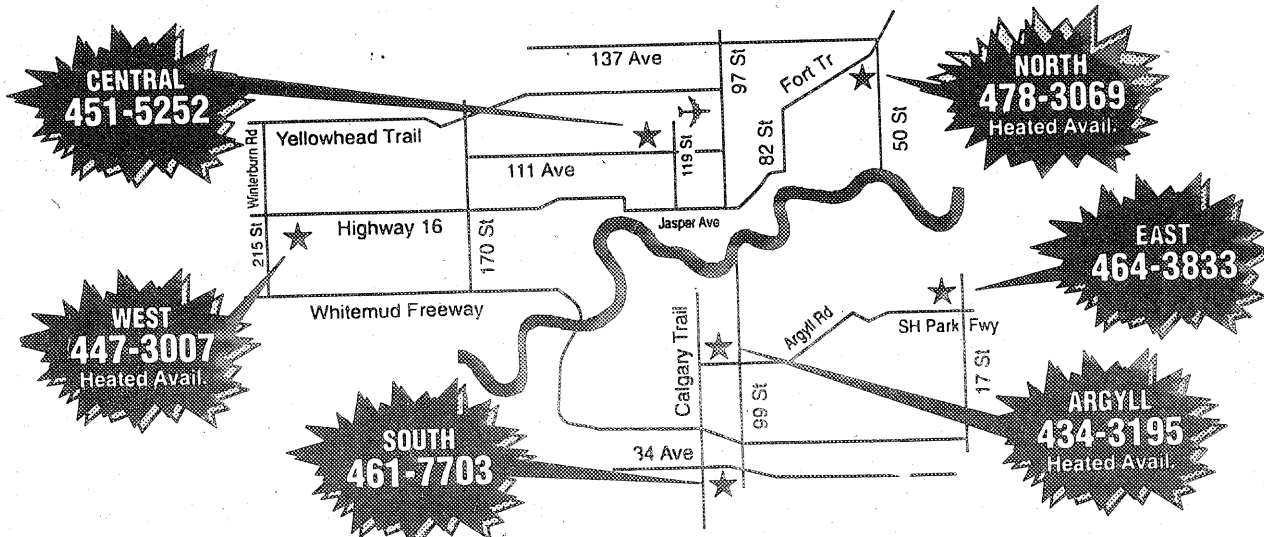 CENTRAL
451-5252
NORTH
478-3069
Heated Avail.
EAST
464-3833
WEST
447-3007
Heated Avail.
SOUTH
461-7703
ARGYLL
434-3195
Heated Avail.
137 Ave
97 St
Fort Tr
50 St
82 St
119 St
Yellowhead Trail
Winterburn Rd
111 Ave
215 St
Highway 16
170 St
Jasper Ave
Whitemud Freeway
Calgary Trail
Argyll Rd
SH Park Fwy
17 St
99 St
34 Ave